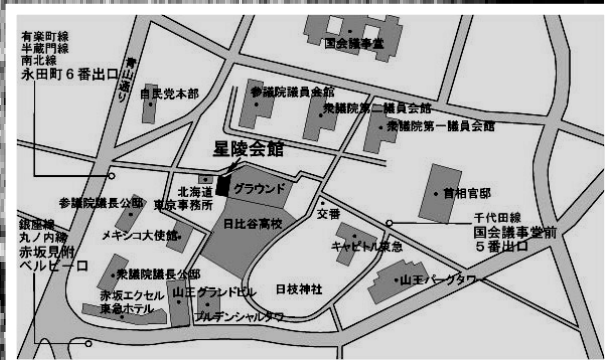 有楽町線
半蔵門線
南北線
永田町6番出口
青山通り
国会議事堂
自民党本部
参議院議員会館
衆議院第二議員会館
衆議院第一議員会館
星陵会館
北海道
東京事務所
グラウンド
首相官邸
参議院議長公邸
日比谷高校
交番
千代田線
国会議事堂前
5番出口
銀座線
丸ノ内線
赤坂見附
ベルビー口
メキシコ大使館
キャピトル東急
衆議院議長公邸
山王パークタワー
赤坂エクセル
東急ホテル
山王グランドビル
日枝神社
プルデンシャルタワー